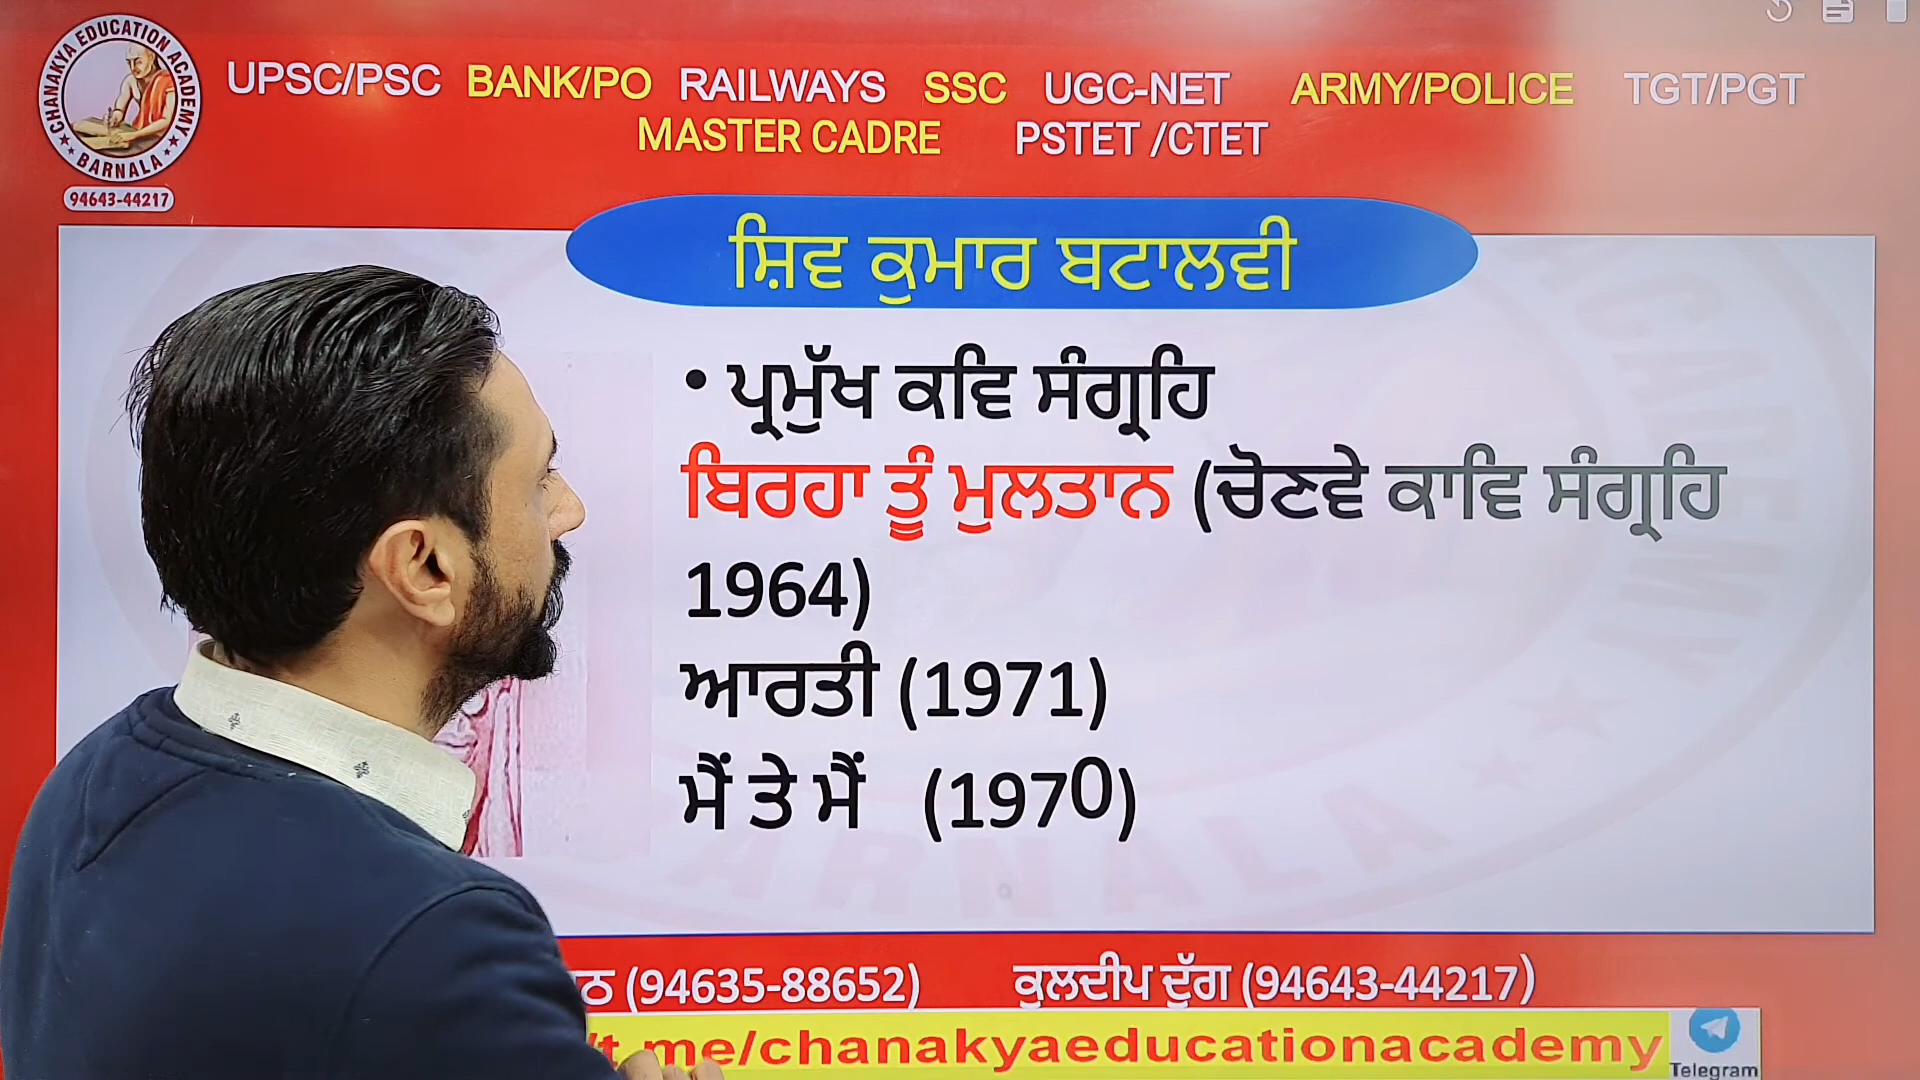 CHANAKYA EDUCATION ACADEMY
BARNALA
94643-44217
UPSC/PSC BANK/PO RAILWAYS SSC UGC-NET ARMY/POLICE TGT/PGT
MASTER CADRE PSTET /CTET
ਸ਼ਿਵ ਕੁਮਾਰ ਬਟਾਲਵੀ
• ਪ੍ਰਮੁੱਖ ਕਵਿ ਸੰਗ੍ਰਹਿ
ਬਿਰਹਾ ਤੂੰ ਮੁਲਤਾਨ (ਚੋਣਵੇ ਕਾਵਿ ਸੰਗ੍ਰਹਿ
1964)
ਆਰਤੀ (1971)
ਮੈਂ ਤੇ ਮੈਂ (1970)
(94635-88652) ਕੁਲਦੀਪ ਦੁੱਗ (94643-44217)
/t.me/chanakyaeducationacademy
Telegram